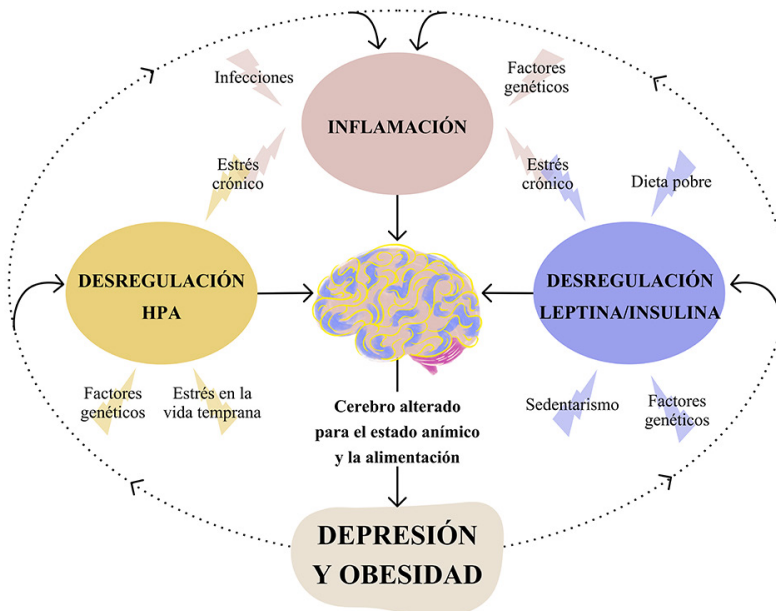 Infecciones
Factores
genéticos
INFLAMACIÓN
Estrés
crónico
Estrés
crónico
Dieta pobre
DESREGULACIÓN
HPA
DESREGULACIÓN
LEPTINA/INSULINA
Factores
genéticos
Estrés en la
vida temprana
Sedentarismo
Factores
genéticos
Cerebro alterado
para el estado anímico
y la alimentación
DEPRESIÓN
Y OBESIDAD